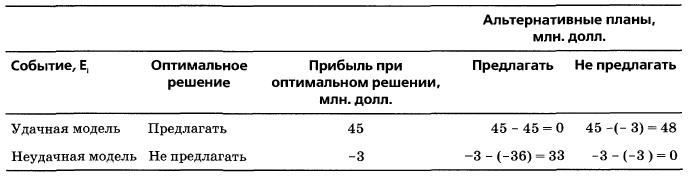 Альтернативные планы,
млн. долл.
Событие, Ei Оптимальное решение Прибыль при оптимальном решении, млн. долл. Предлагать Не предлагать
Удачная модель Предлагать 45 45 – 45 = 0 45 –(– 3) = 48
Неудачная модель Не предлагать –3 –3 – (–36) = 33 –3 – (–3 ) = 0